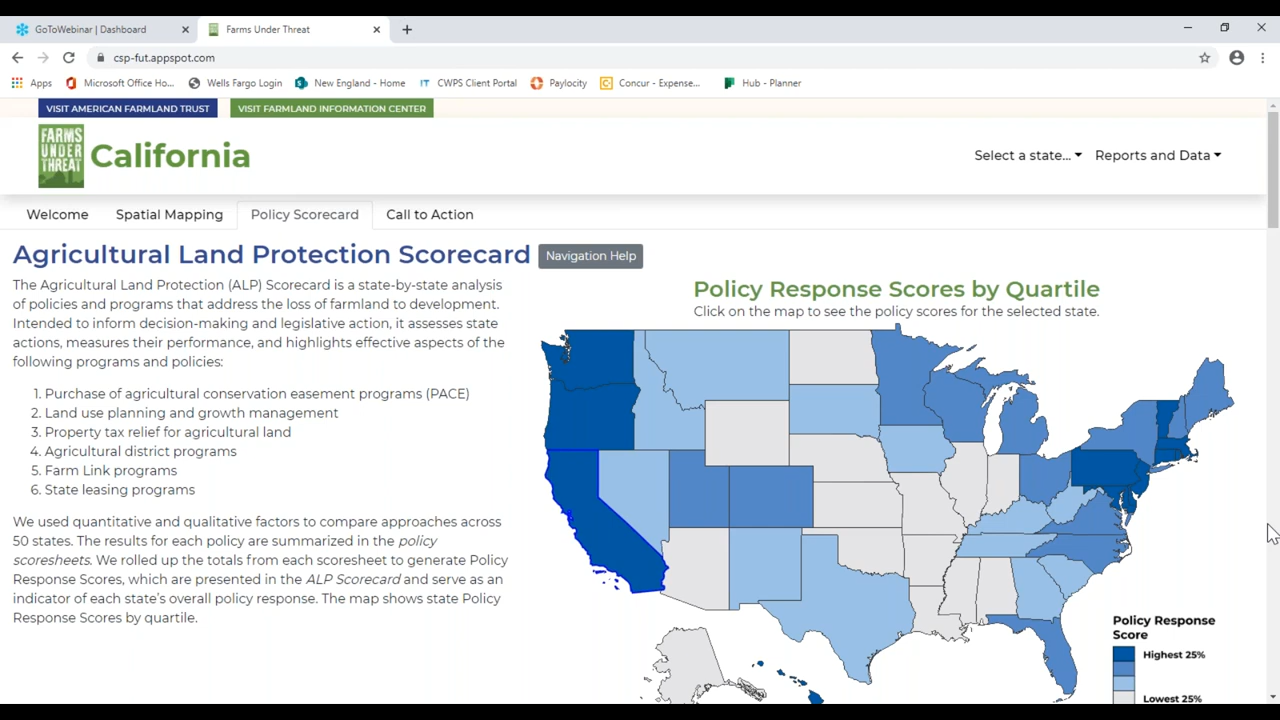 GoToWebinar | Dashboard
Farms Under Threat
csp-fut.appspot.com
Apps
Microsoft Office Ho...
Wells Fargo Login
New England - Home
IT CWPS Client Portal
Paylocity
Concur - Expense...
Hub - Planner
VISIT AMERICAN FARMLAND TRUST
VISIT FARMLAND INFORMATION CENTER
FARMS
UNDER
THREAT
California
Select a state...
Reports and Data
Welcome
Spatial Mapping
Policy Scorecard
Call to Action
Agricultural Land Protection Scorecard
Navigation Help
The Agricultural Land Protection (ALP) Scorecard is a state-by-state analysis
of policies and programs that address the loss of farmland to development.
Intended to inform decision-making and legislative action, it assesses state
actions, measures their performance, and highlights effective aspects of the
following programs and policies:
1. Purchase of agricultural conservation easement programs (PACE)
2. Land use planning and growth management
3. Property tax relief for agricultural land
4. Agricultural district programs
5. Farm Link programs
6. State leasing programs
We used quantitative and qualitative factors to compare approaches across
50 states. The results for each policy are summarized in the policy
scoresheets. We rolled up the totals from each scoresheet to generate Policy
Response Scores, which are presented in the ALP Scorecard and serve as an
indicator of each state's overall policy response. The map shows state Policy
Response Scores by quartile.
Policy Response Scores by Quartile
Click on the map to see the policy scores for the selected state.
Policy Response
Score
Highest 25%
Lowest 25%